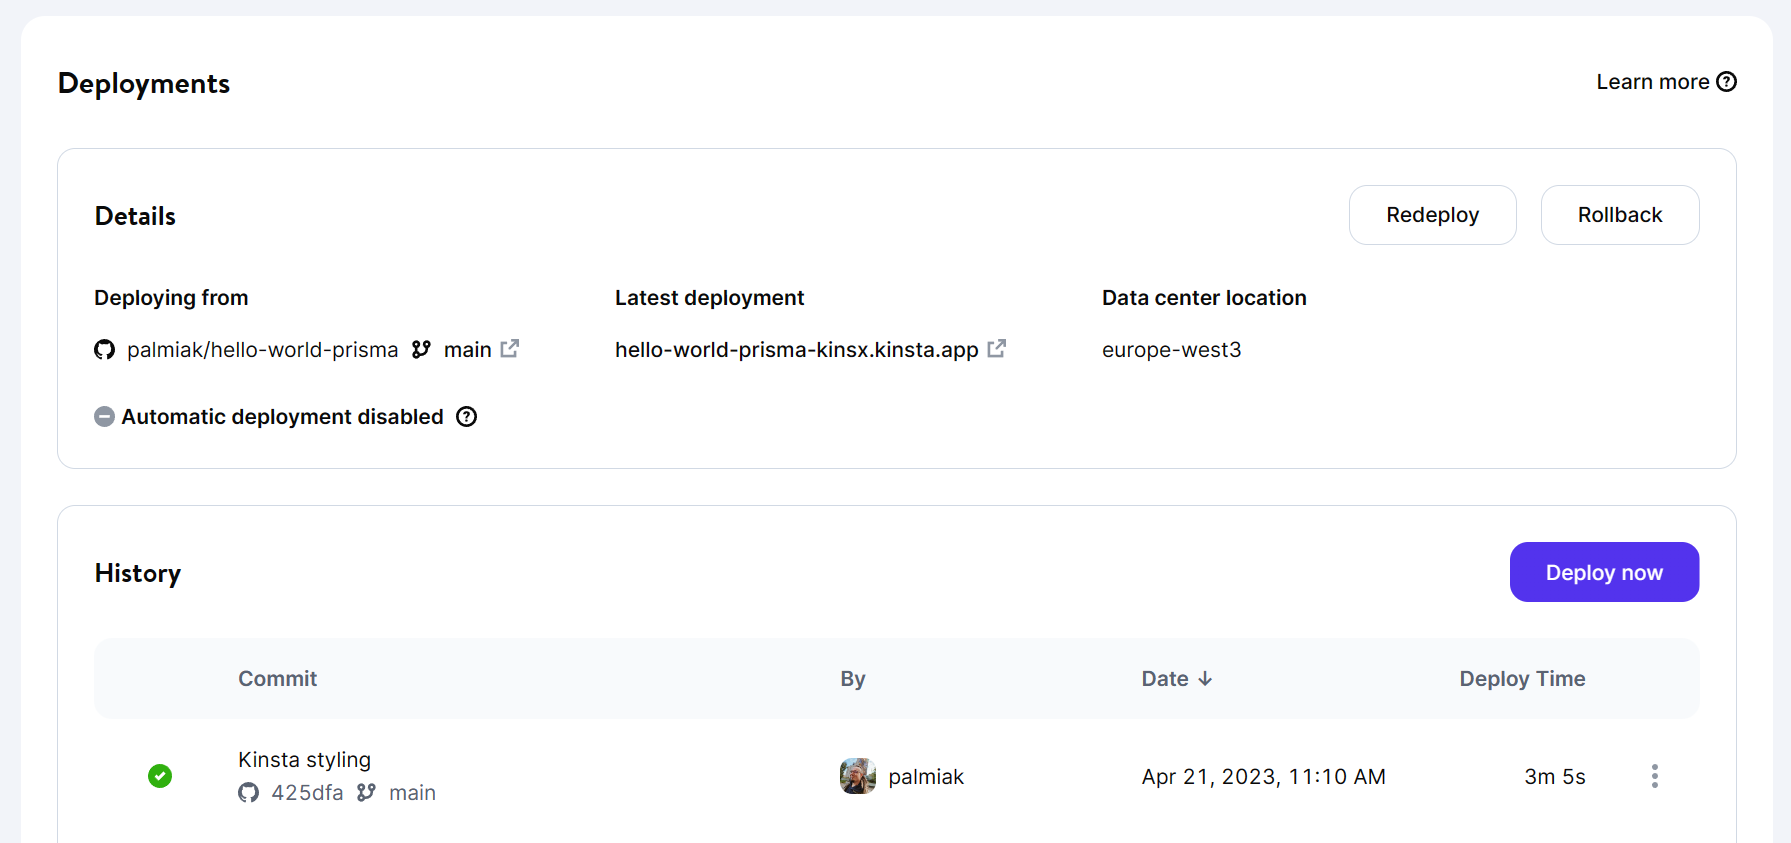 Deployments
Learn more
Details
Redeploy
Rollback
Deploying from
Latest deployment
Data center location
palmiak/hello-world-prisma main
hello-world-prisma-kinsx.kinsta.app
europe-west3
Automatic deployment disabled
History
Deploy now
Commit
By
Date ↓
Deploy Time
Kinsta styling
425dfa main
palmiak
Apr 21, 2023, 11:10 AM
3m 5s